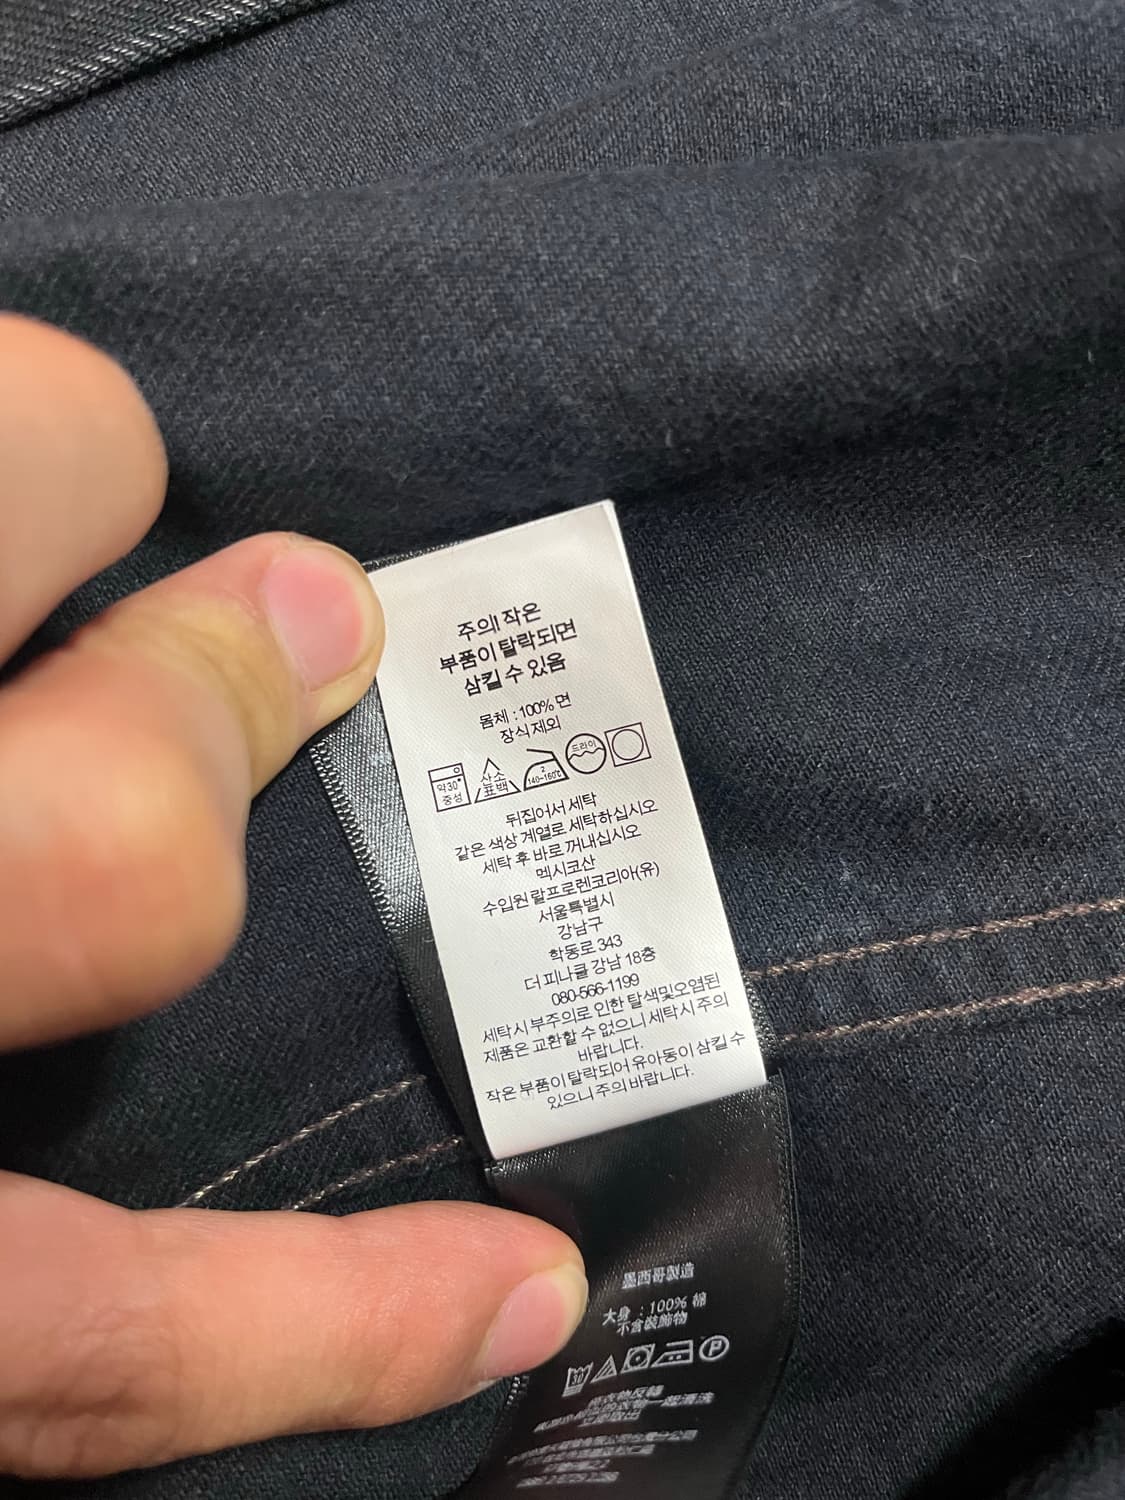 주의! 작은
부품이 탈락되면
삼킬 수 있음
몸체 : 100% 면
장식 제외
약30°
중성
산소
표백
2
140~160℃
드라이
뒤집어서 세탁
같은 색상 계열로 세탁하십시오
세탁 후 바로 꺼내십시오
멕시코산
수입원 랄프로렌코리아(유)
서울특별시
강남구
학동로 343
더 피나클 강남 18층
080-566-1199
세탁시 부주의로 인한 탈색및오염된
제품은 교환할 수 없으니 세탁시 주의
바랍니다.
작은 부품이 탈락되어 유아동이 삼킬 수
있으니 주의 바랍니다.
墨西哥製造
大身 : 100% 棉
不含裝飾物
30
P